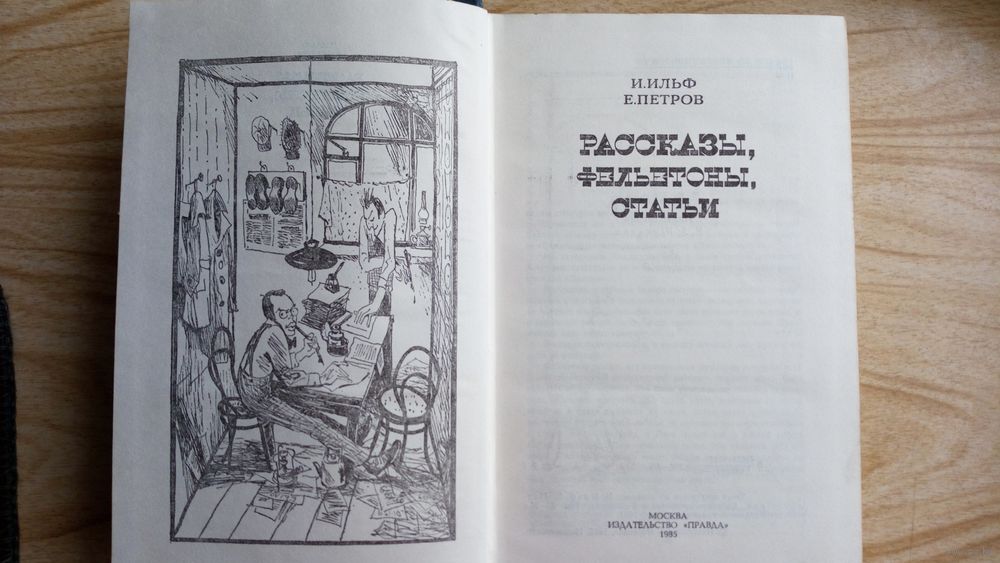 И.ИЛЬФ
Е.ПЕТРОВ
РАССКАЗЫ,
ФЕЛЬЕТОНЫ,
СТАТЬИ
МОСКВА
ИЗДАТЕЛЬСТВО «ПРАВДА»
1985